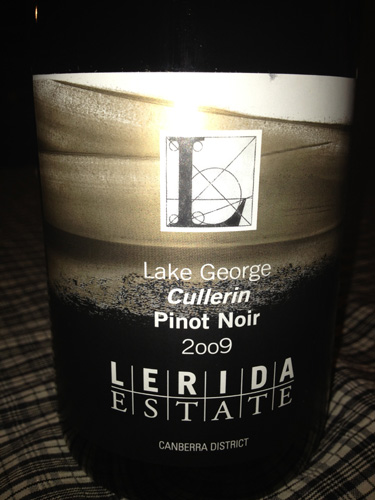 L
Lake George
Cullerin
Pinot Noir
2009
LERIDA
ESTATE
CANBERRA DISTRICT